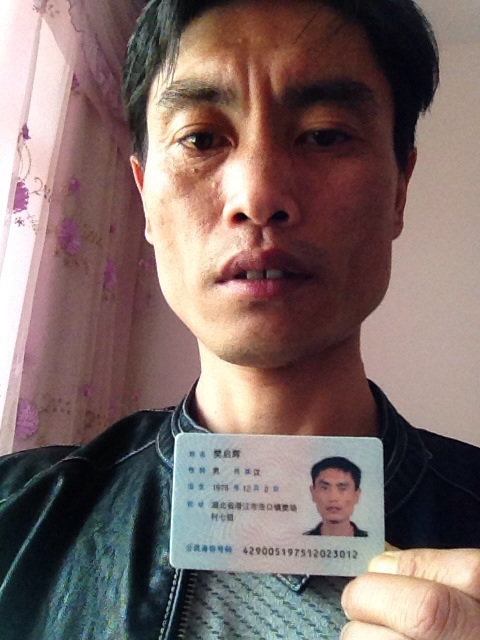 姓名 樊启辉
性别 男 民族 汉
出生 1975 年 12 月 2 日
住址 湖北省潜江市浩口镇
村七组
公民身份号码 429005197512023012